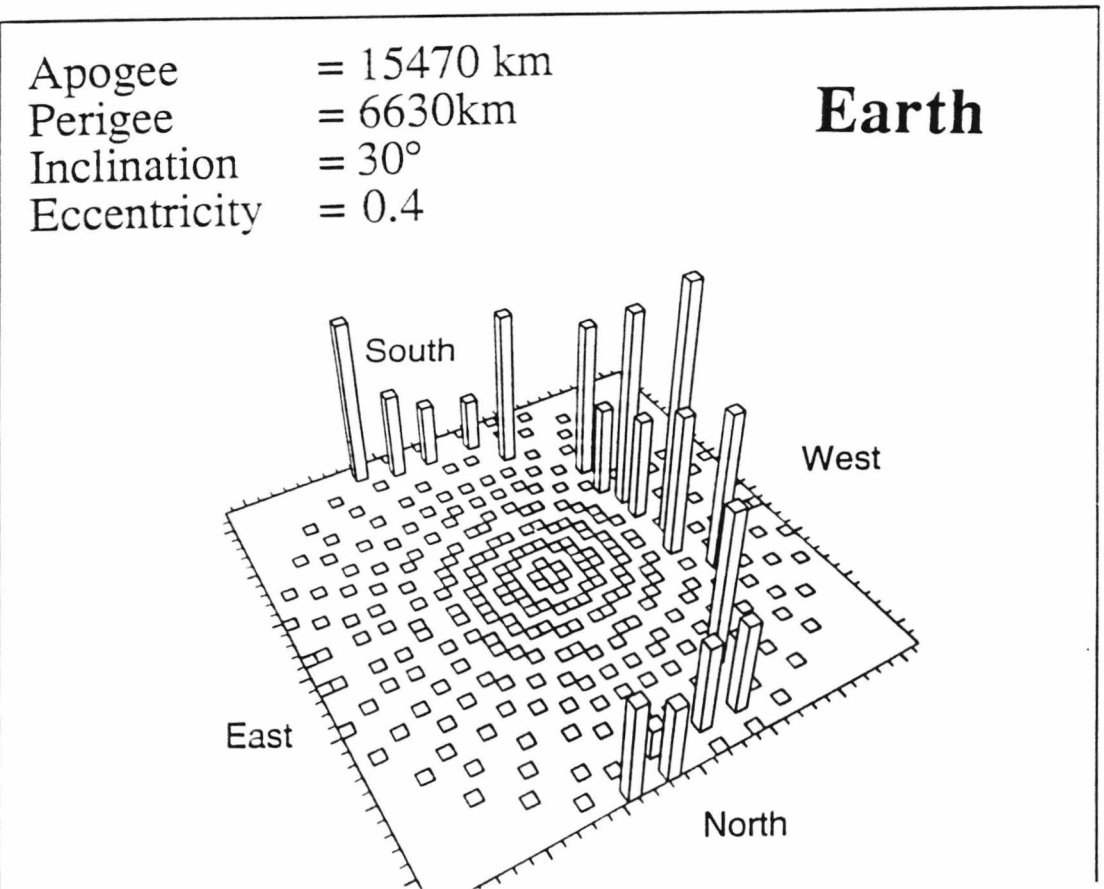 Apogee = 15470 km
Perigee = 6630km
Inclination = 30°
Eccentricity = 0.4
Earth
South
West
East
North